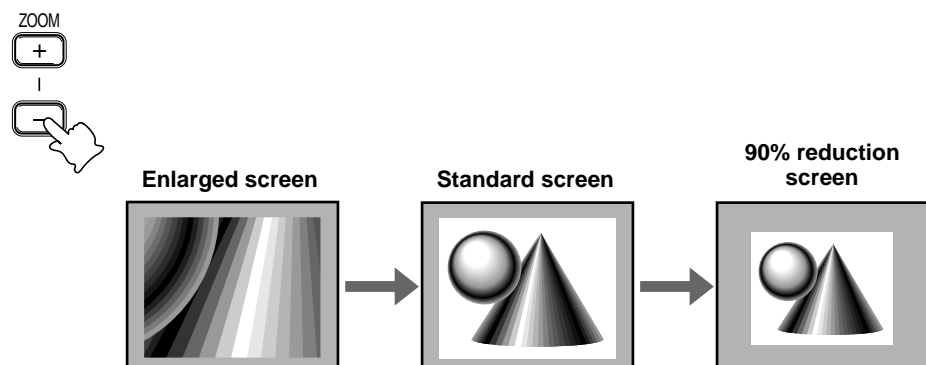 ZOOM
+
–
Enlarged screen
Standard screen
90% reduction
screen